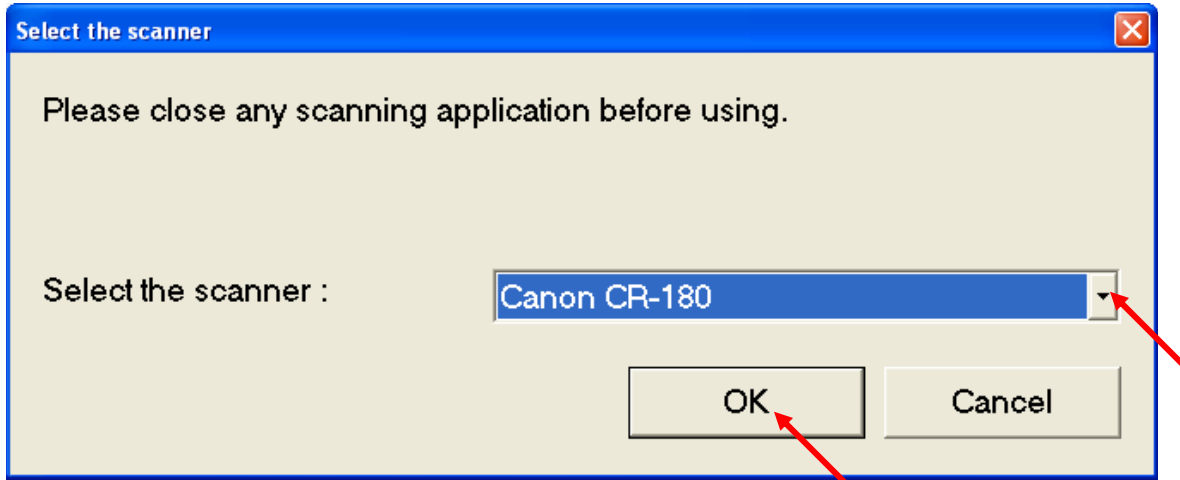 Select the scanner
Please close any scanning application before using.
Select the scanner :
Canon CR-180
OK
Cancel